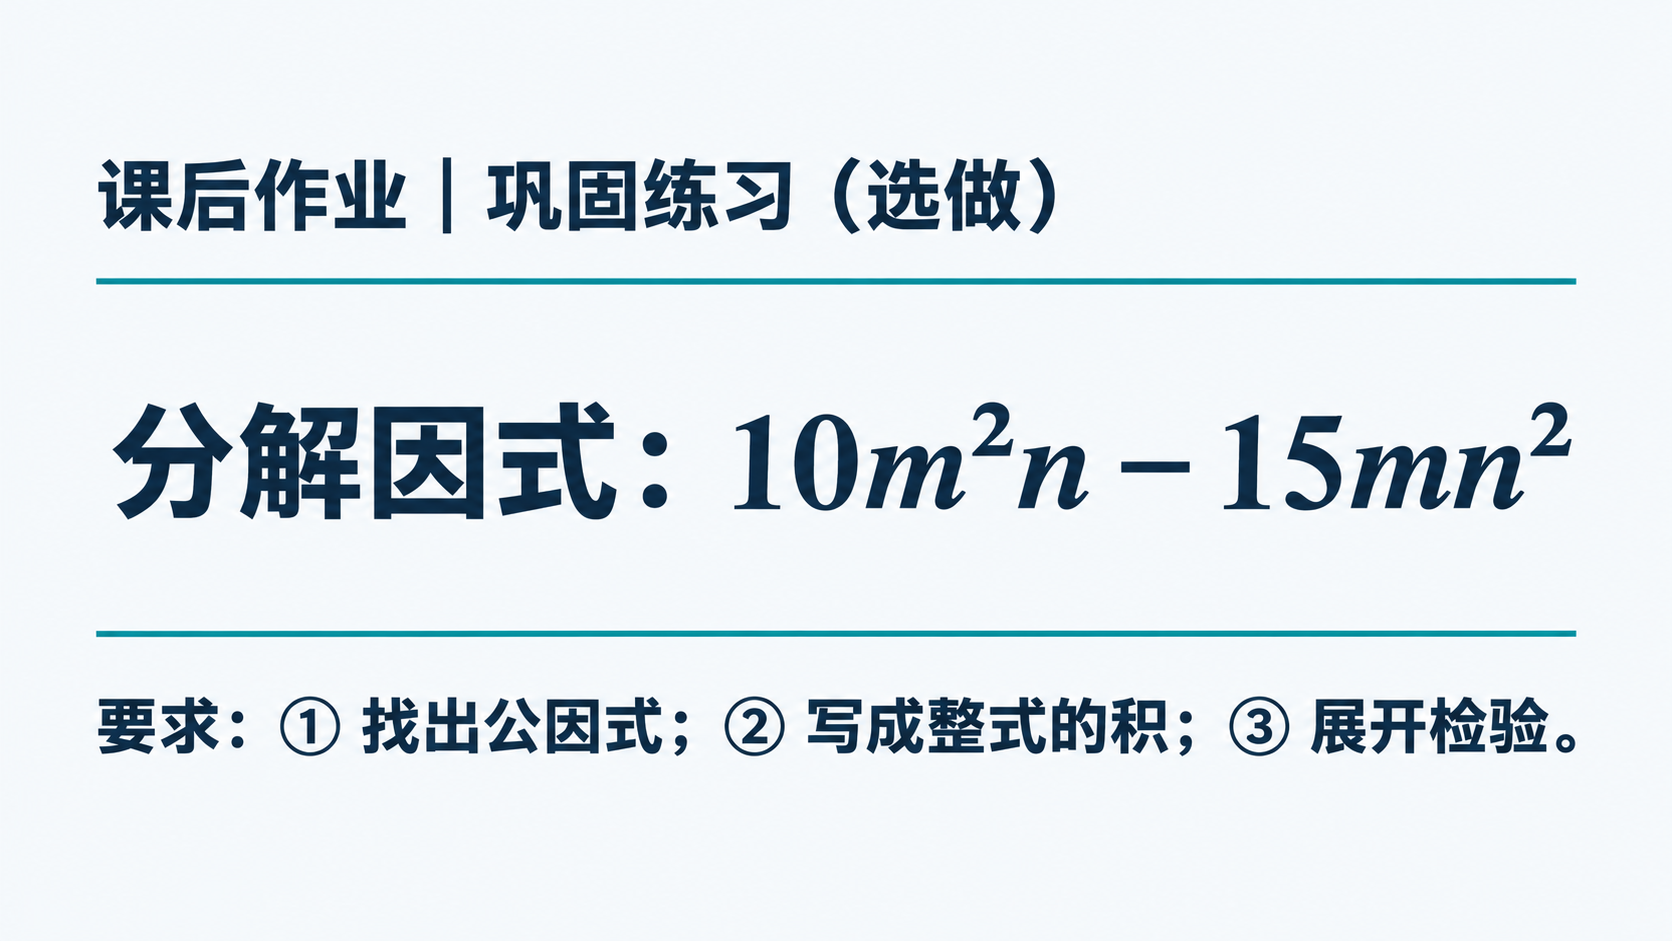 课后作业｜巩固练习（选做）
分解因式：10m²n − 15mn²
要求：① 找出公因式；② 写成整式的积；③ 展开检验。